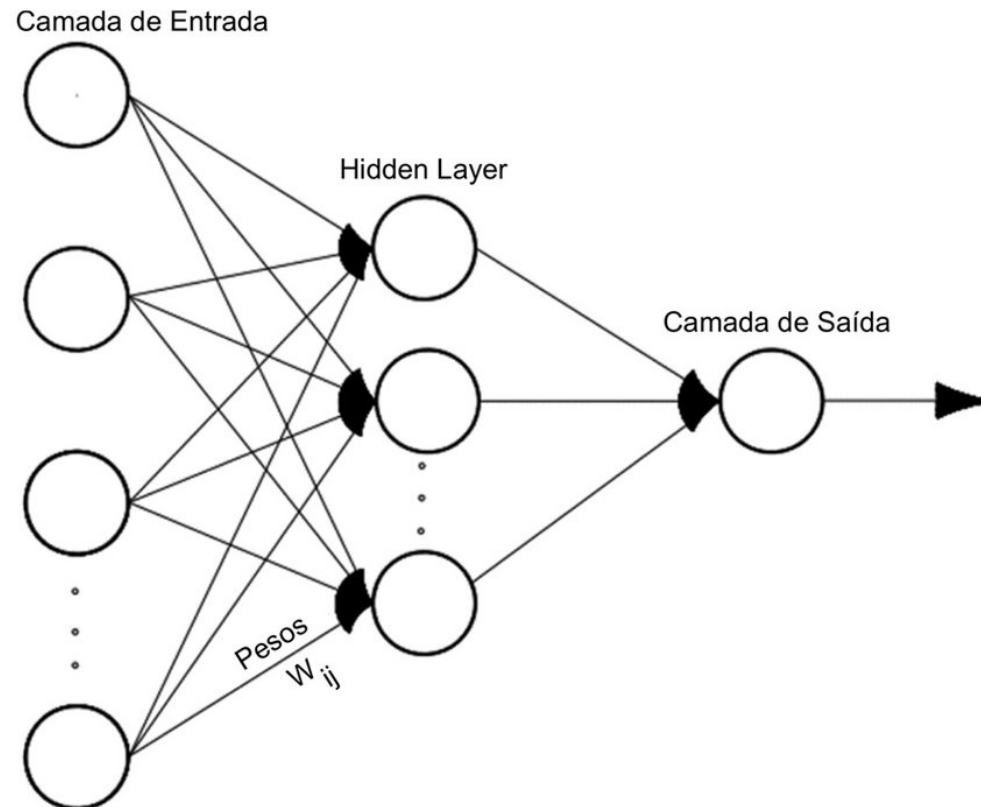 Camada de Entrada
Hidden Layer
Camada de Saída
Pesos
W ij